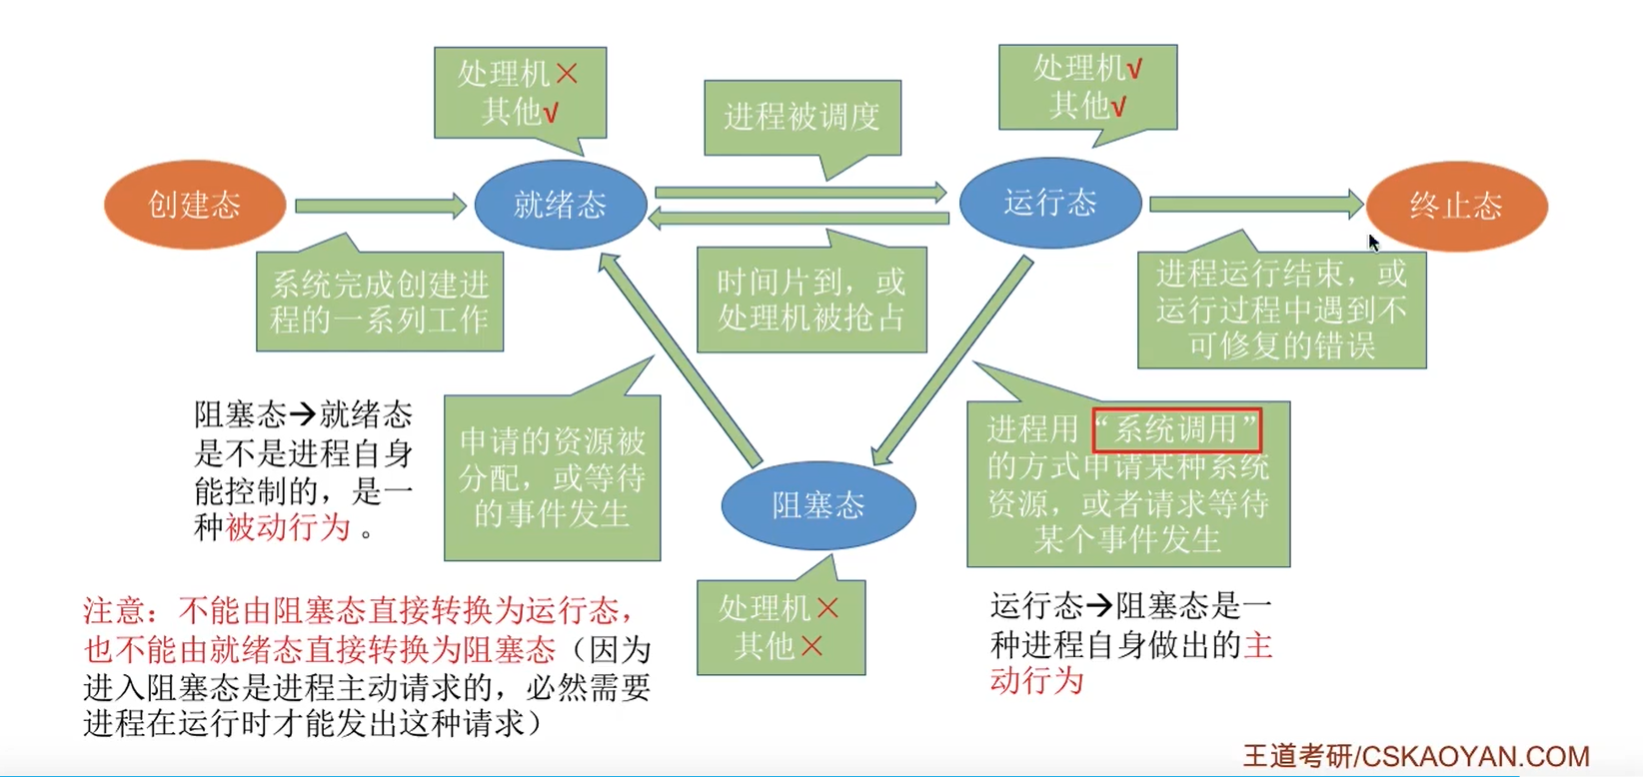 处理机×
其他√
进程被调度
处理机√
其他√
创建态
就绪态
运行态
终止态
系统完成创建进
程的一系列工作
时间片到，或
处理机被抢占
进程运行结束，或
运行过程中遇到不
可修复的错误
阻塞态→就绪态
是不是进程自身
能控制的，是一
种被动行为 。
申请的资源被
分配，或等待
的事件发生
进程用“系统调用”
的方式申请某种系统
资源，或者请求等待
某个事件发生
阻塞态
处理机×
其他×
注意：不能由阻塞态直接转换为运行态，
也不能由就绪态直接转换为阻塞态（因为
进入阻塞态是进程主动请求的，必然需要
进程在运行时才能发出这种请求）
运行态→阻塞态是一
种进程自身做出的主
动行为
王道考研/CSKAOYAN.COM